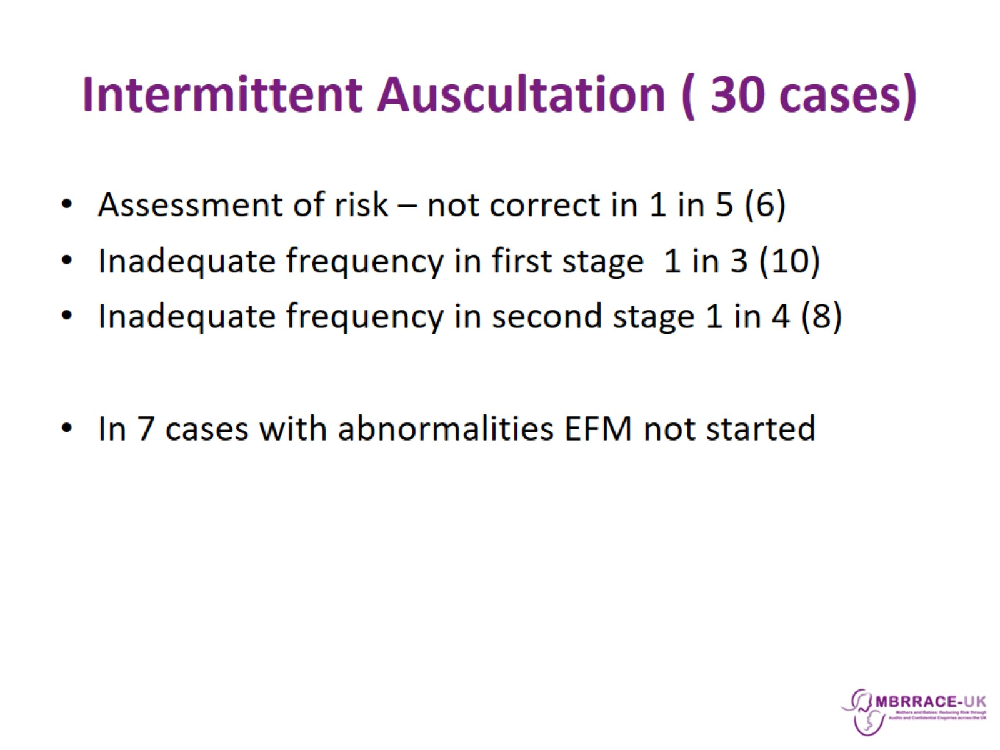 Intermittent Auscultation ( 30 cases)
• Assessment of risk – not correct in 1 in 5 (6)
• Inadequate frequency in first stage  1 in 3 (10)
• Inadequate frequency in second stage 1 in 4 (8)
• In 7 cases with abnormalities EFM not started
MBRRACE-UK
Mothers and Babies: Reducing Risk through
Audits and Confidential Enquiries across the UK